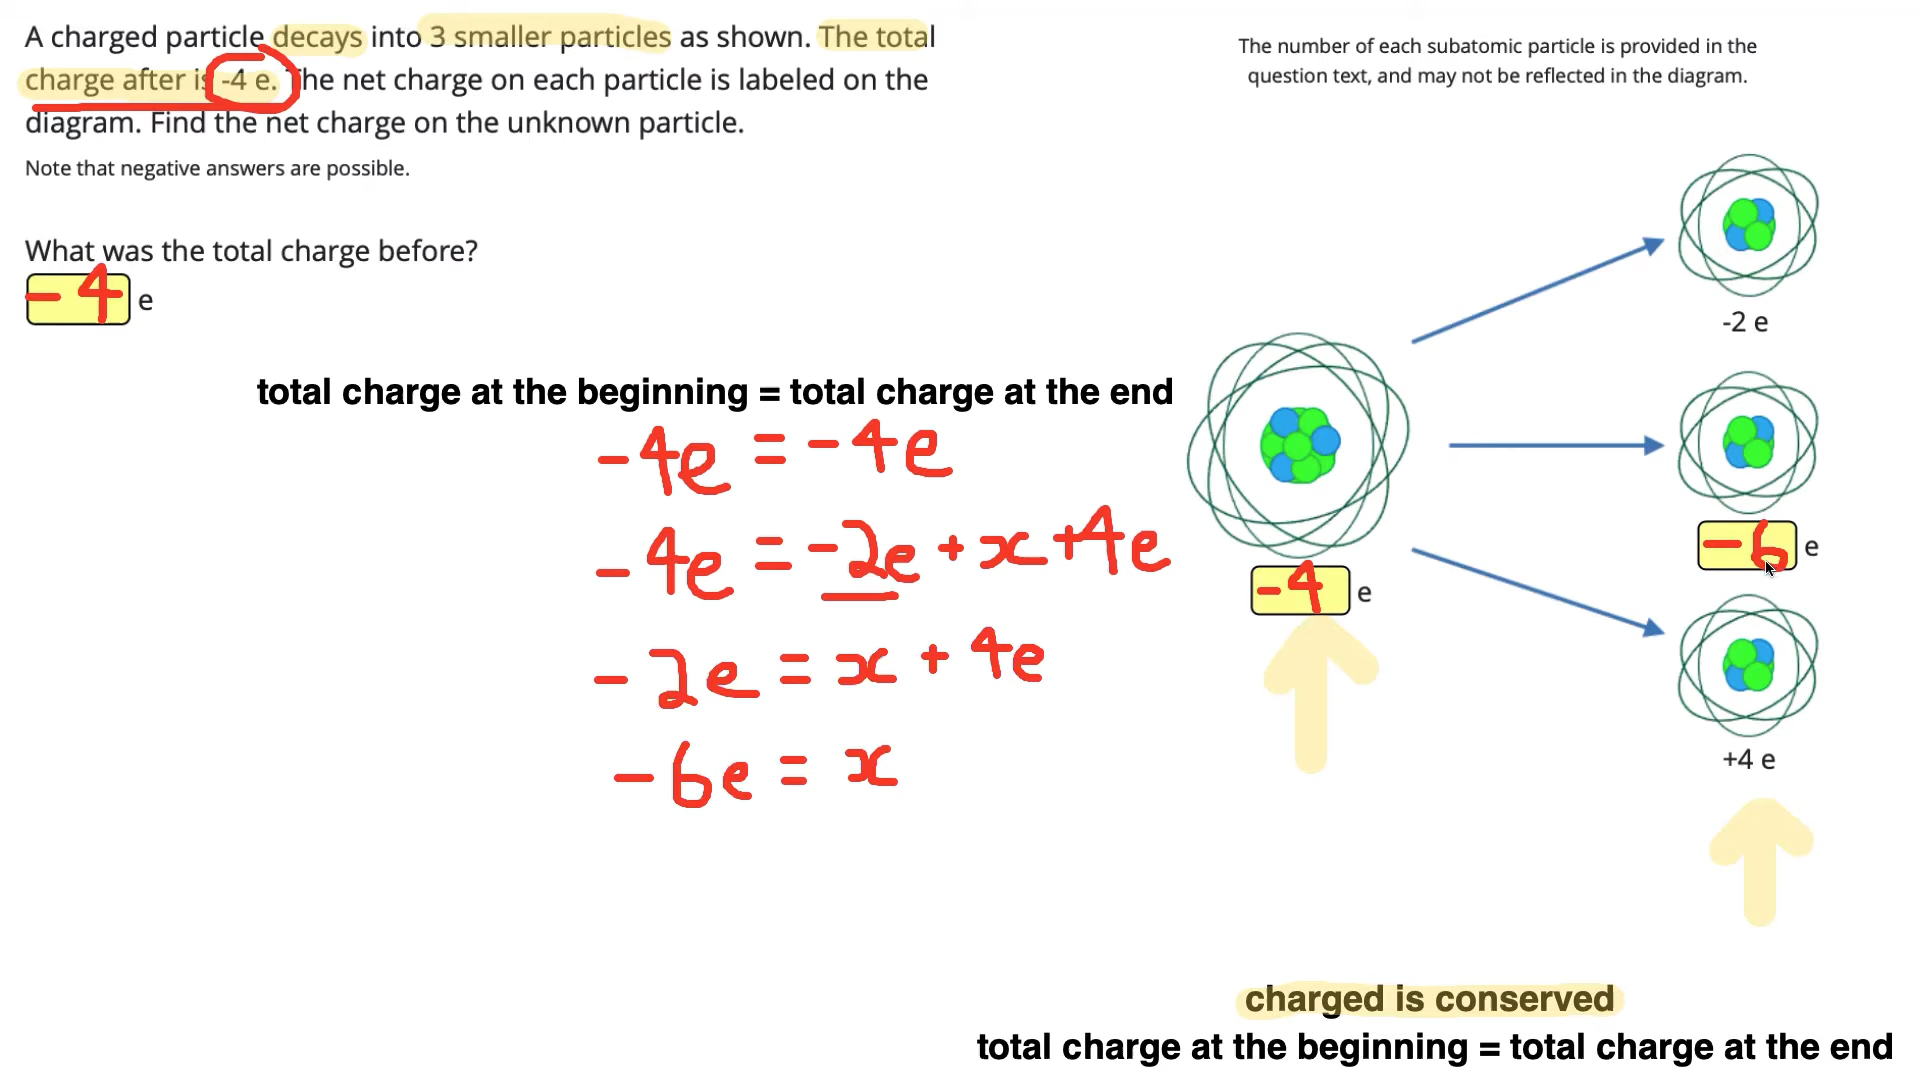 A charged particle decays into 3 smaller particles as shown. The total
charge after is -4 e. The net charge on each particle is labeled on the
diagram. Find the net charge on the unknown particle.
Note that negative answers are possible.
What was the total charge before?
-4 e
total charge at the beginning = total charge at the end
-4e = -4e
-4e = -2e + x + 4e
-2e = x + 4e
-6e = x
The number of each subatomic particle is provided in the
question text, and may not be reflected in the diagram.
-2 e
-6 e
-4 e
+4 e
charged is conserved
total charge at the beginning = total charge at the end